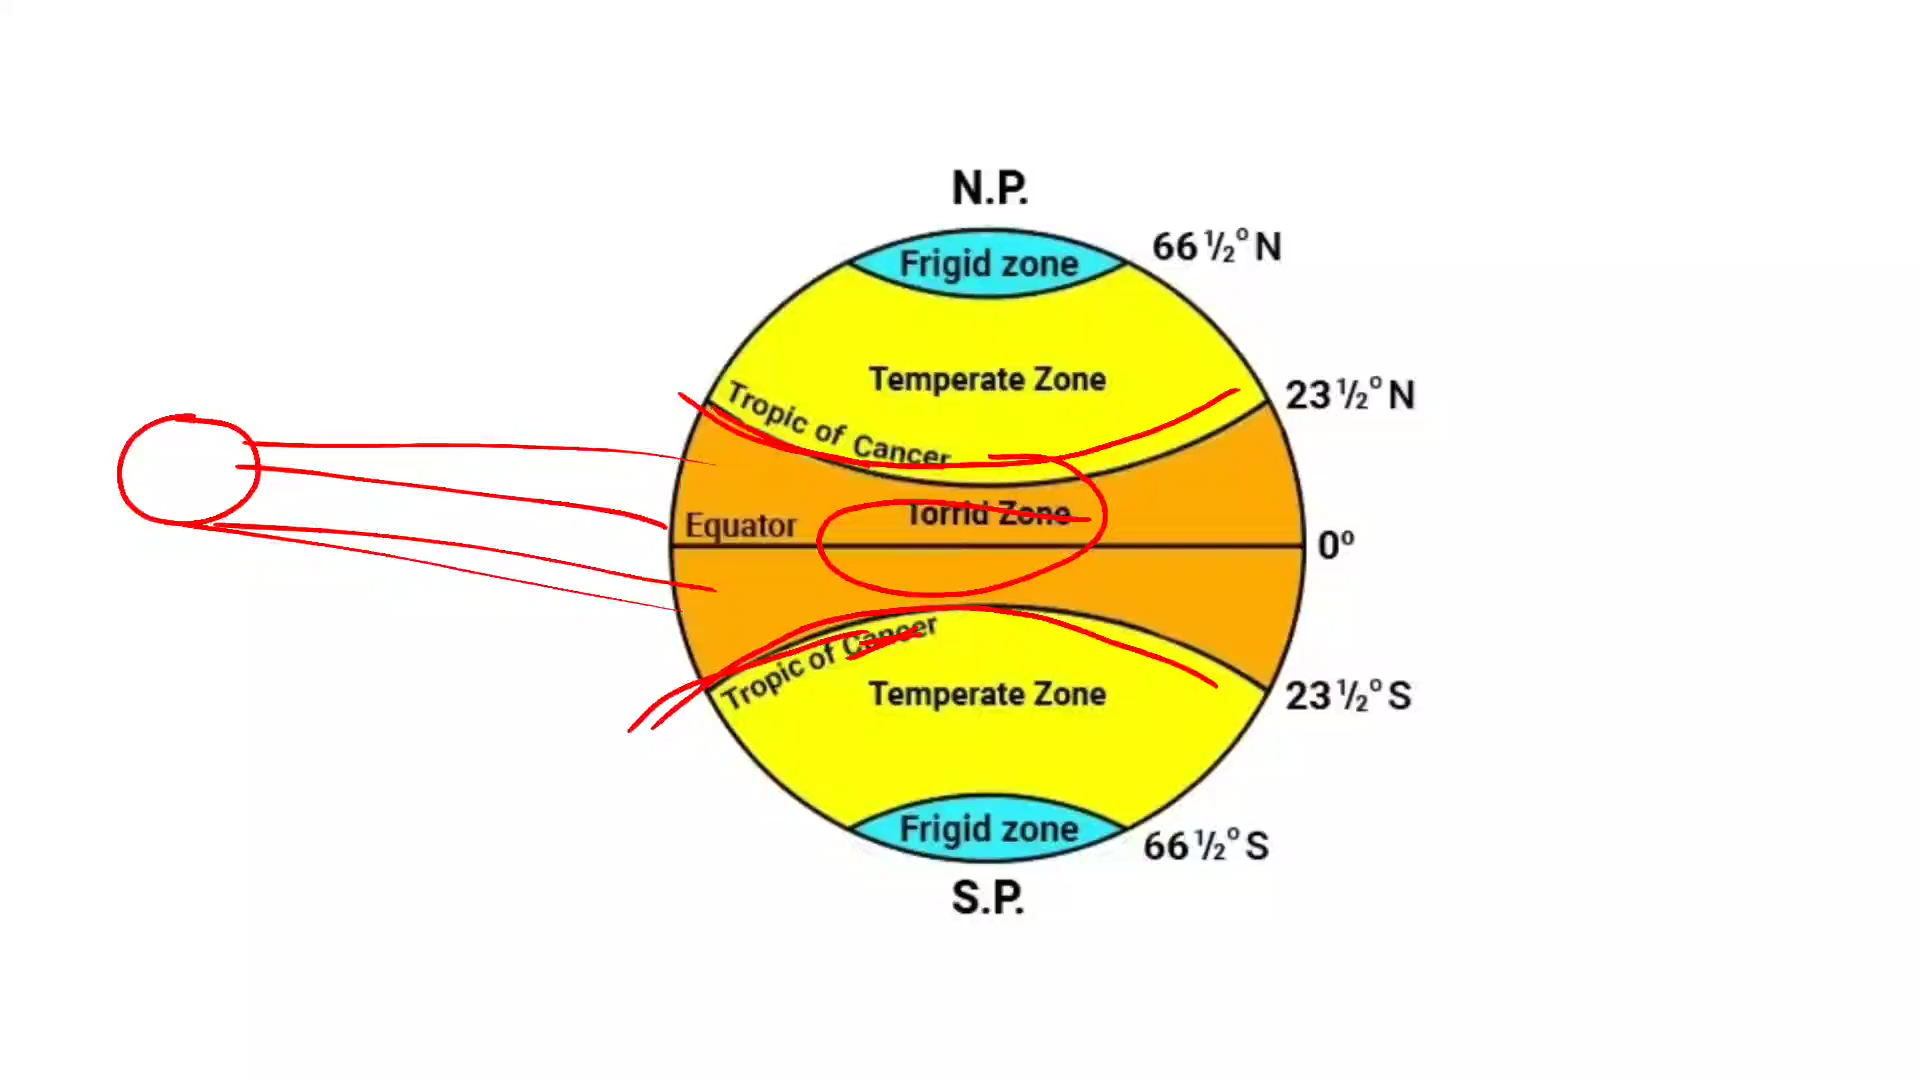 N.P.
66 ½° N
Frigid zone
Temperate Zone
23 ½° N
Tropic of Cancer
Torrid Zone
Equator
0°
Tropic of Cancer
Temperate Zone
23 ½° S
Frigid zone
66 ½° S
S.P.